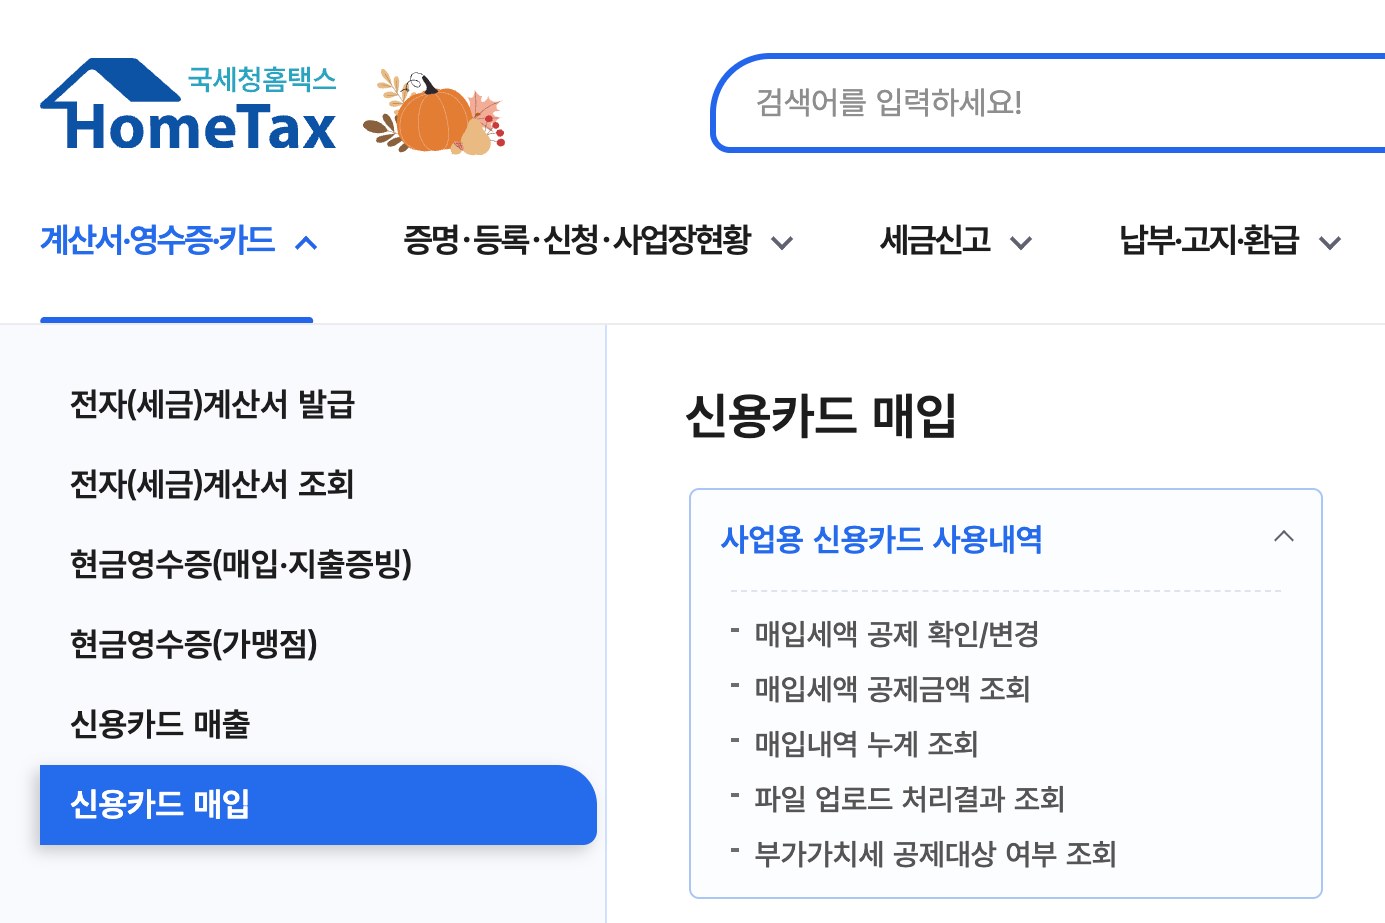 국세청홈택스
HomeTax
검색어를 입력하세요!
계산서·영수증·카드
증명·등록·신청·사업장현황
세금신고
납부·고지·환급
전자(세금)계산서 발급
전자(세금)계산서 조회
현금영수증(매입·지출증빙)
현금영수증(가맹점)
신용카드 매출
신용카드 매입
신용카드 매입
사업용 신용카드 사용내역
- 매입세액 공제 확인/변경
- 매입세액 공제금액 조회
- 매입내역 누계 조회
- 파일 업로드 처리결과 조회
- 부가가치세 공제대상 여부 조회